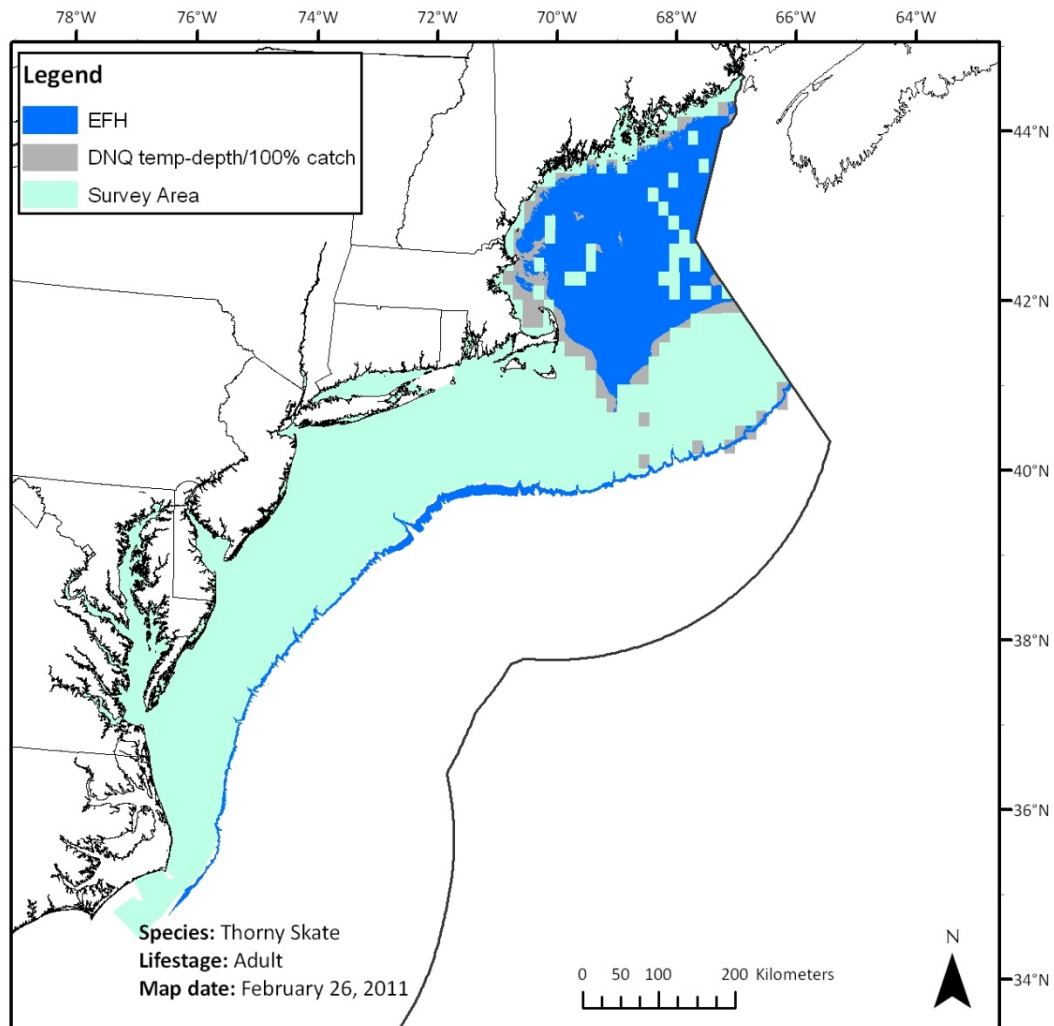 78°W 76°W 74°W 72°W 70°W 68°W 66°W 64°W
Legend
EFH
DNQ temp-depth/100% catch
Survey Area
44°N
42°N
40°N
38°N
36°N
34°N
Species: Thorny Skate
Lifestage: Adult
Map date: February 26, 2011
0 50 100 200 Kilometers
N